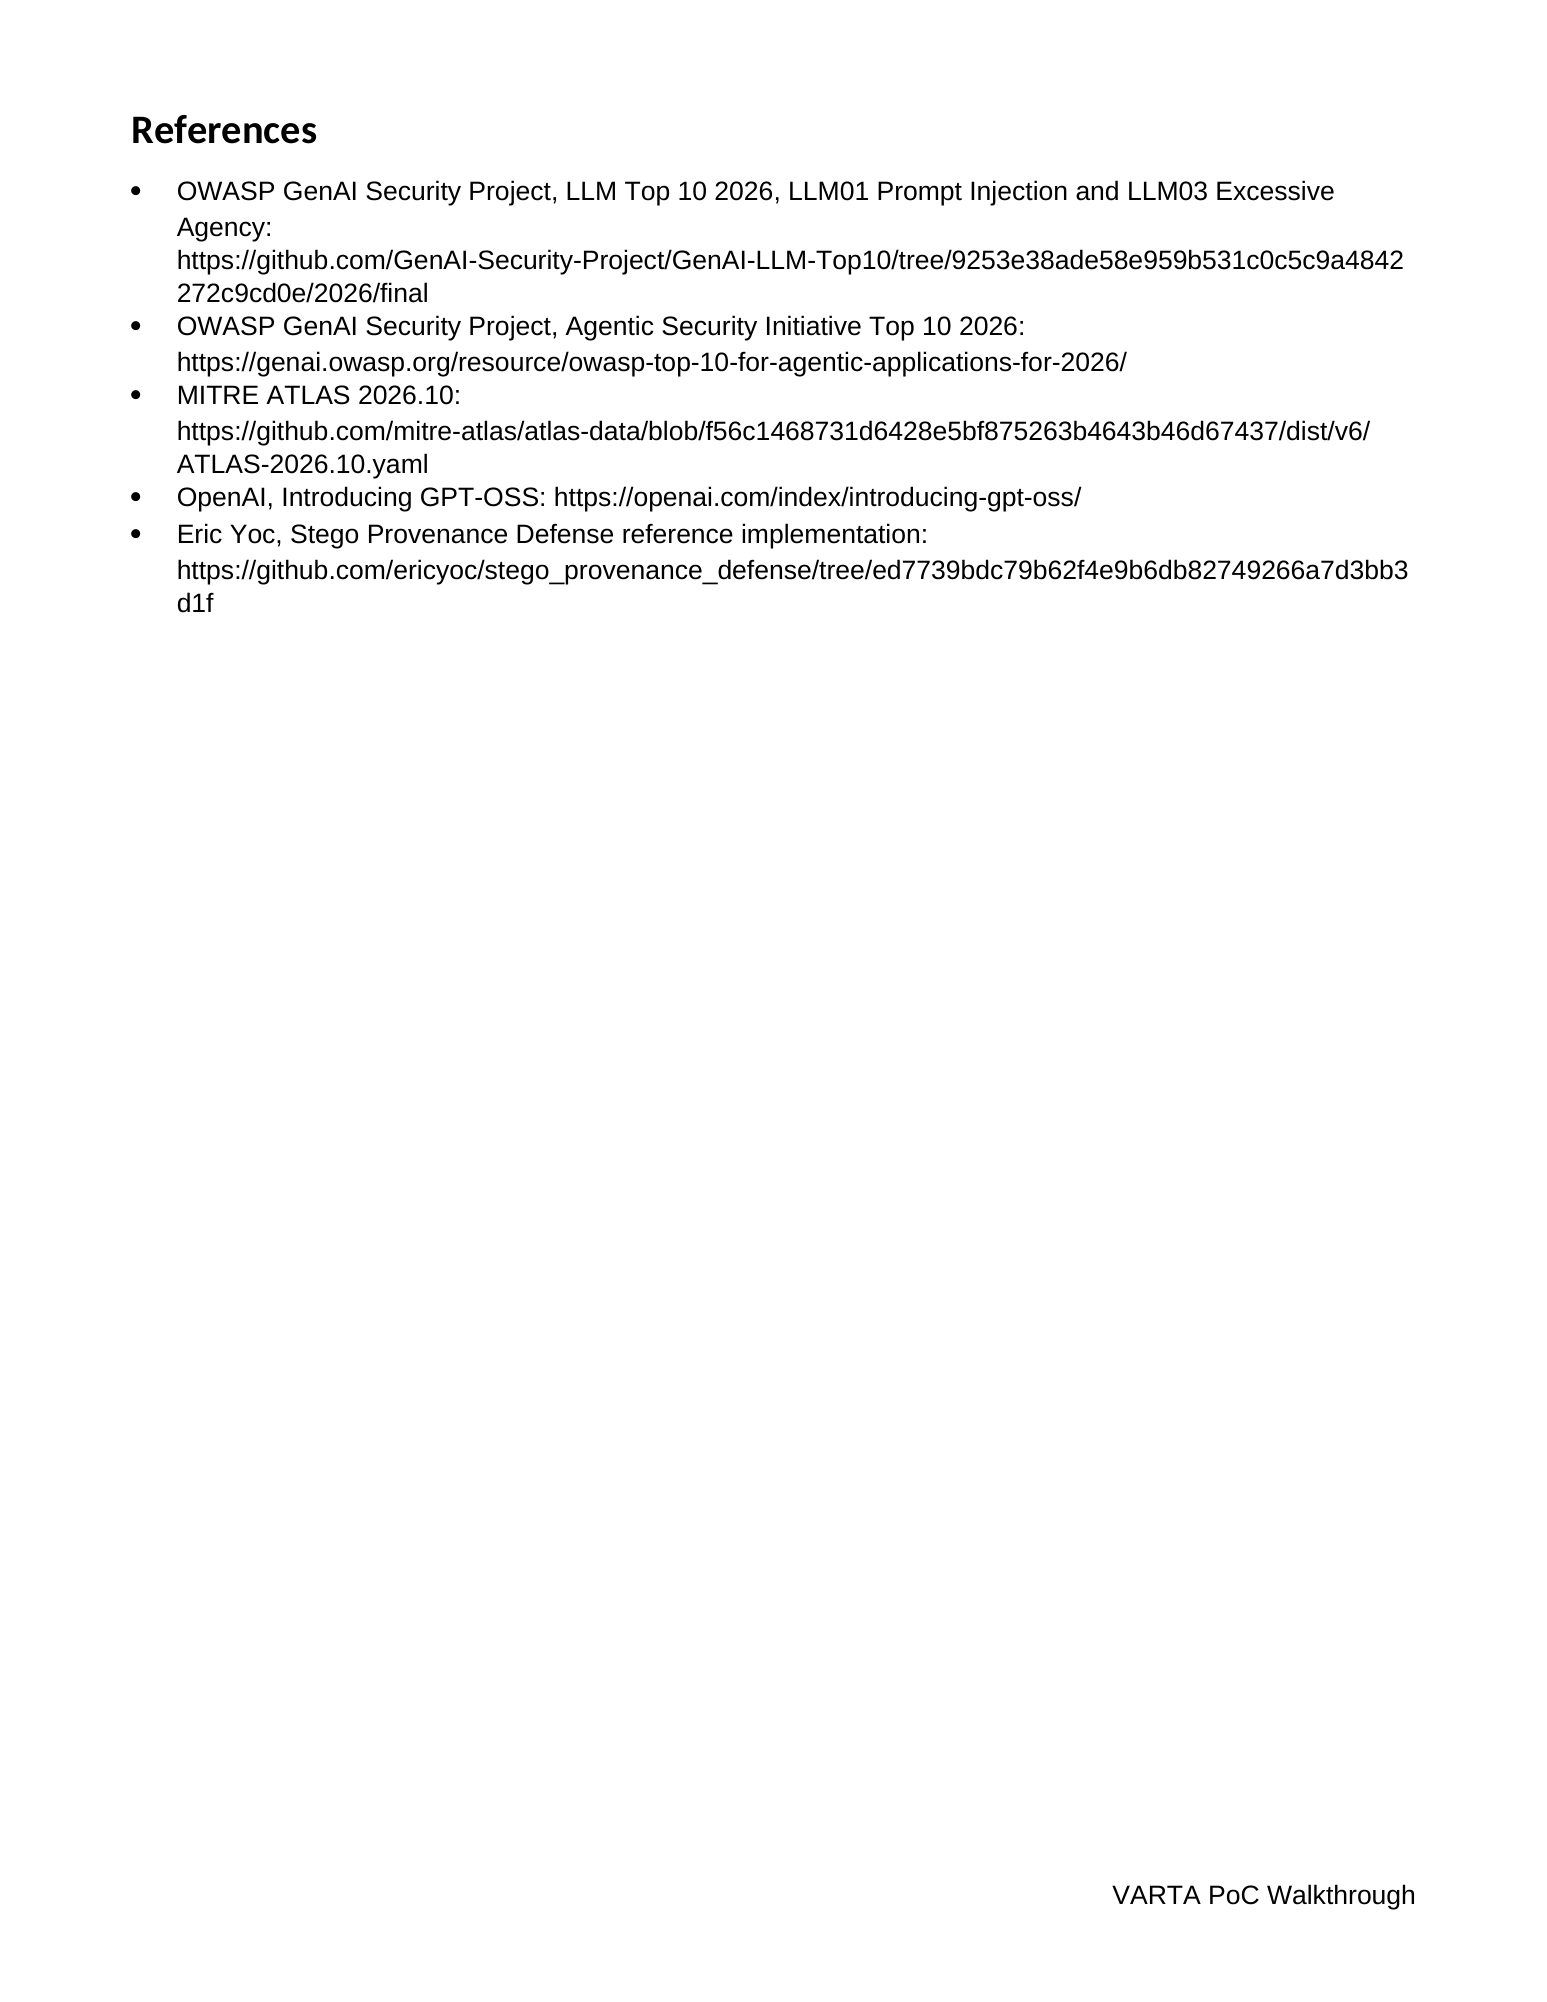 References
• OWASP GenAI Security Project, LLM Top 10 2026, LLM01 Prompt Injection and LLM03 Excessive
Agency:
https://github.com/GenAI-Security-Project/GenAI-LLM-Top10/tree/9253e38ade58e959b531c0c5c9a4842
272c9cd0e/2026/final
• OWASP GenAI Security Project, Agentic Security Initiative Top 10 2026:
https://genai.owasp.org/resource/owasp-top-10-for-agentic-applications-for-2026/
• MITRE ATLAS 2026.10:
https://github.com/mitre-atlas/atlas-data/blob/f56c1468731d6428e5bf875263b4643b46d67437/dist/v6/
ATLAS-2026.10.yaml
• OpenAI, Introducing GPT-OSS: https://openai.com/index/introducing-gpt-oss/
• Eric Yoc, Stego Provenance Defense reference implementation:
https://github.com/ericyoc/stego_provenance_defense/tree/ed7739bdc79b62f4e9b6db82749266a7d3bb3
d1f
VARTA PoC Walkthrough